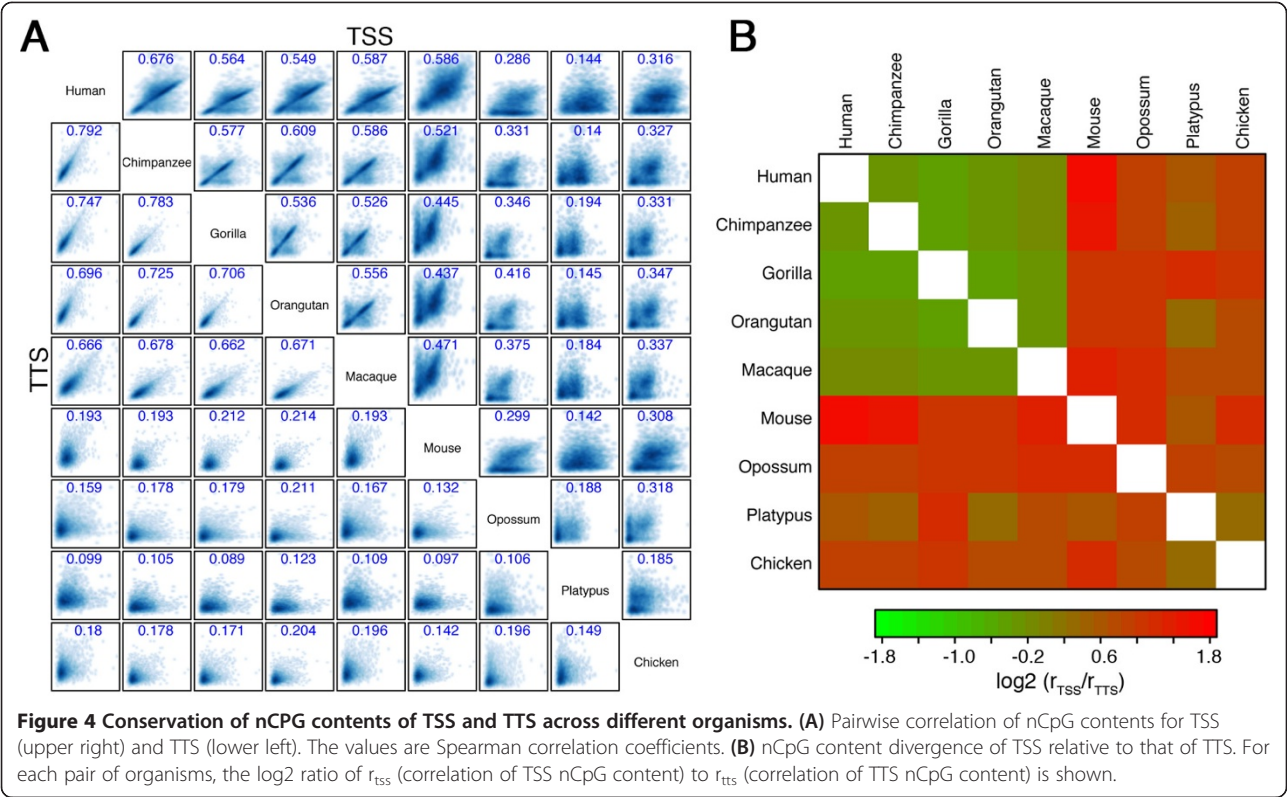 A
TSS
Human 0.676 0.564 0.549 0.587 0.586 0.286 0.144 0.316
0.792 Chimpanzee 0.577 0.609 0.586 0.521 0.331 0.14 0.327
0.747 0.783 Gorilla 0.536 0.526 0.445 0.346 0.194 0.331
0.696 0.725 0.706 Orangutan 0.556 0.437 0.416 0.145 0.347
TTS
0.666 0.678 0.662 0.671 Macaque 0.471 0.375 0.184 0.337
0.193 0.193 0.212 0.214 0.193 Mouse 0.299 0.142 0.308
0.159 0.178 0.179 0.211 0.167 0.132 Opossum 0.188 0.318
0.099 0.105 0.089 0.123 0.109 0.097 0.106 Platypus 0.185
0.18 0.178 0.171 0.204 0.196 0.142 0.196 0.149 Chicken
B
Human Chimpanzee Gorilla Orangutan Macaque Mouse Opossum Platypus Chicken
Human
Chimpanzee
Gorilla
Orangutan
Macaque
Mouse
Opossum
Platypus
Chicken
-1.8 -1.0 -0.2 0.6 1.8
log2 (rTSS/rTTS)
Figure 4 Conservation of nCPG contents of TSS and TTS across different organisms. (A) Pairwise correlation of nCpG contents for TSS
(upper right) and TTS (lower left). The values are Spearman correlation coefficients. (B) nCpG content divergence of TSS relative to that of TTS. For
each pair of organisms, the log2 ratio of rtss (correlation of TSS nCpG content) to rtts (correlation of TTS nCpG content) is shown.